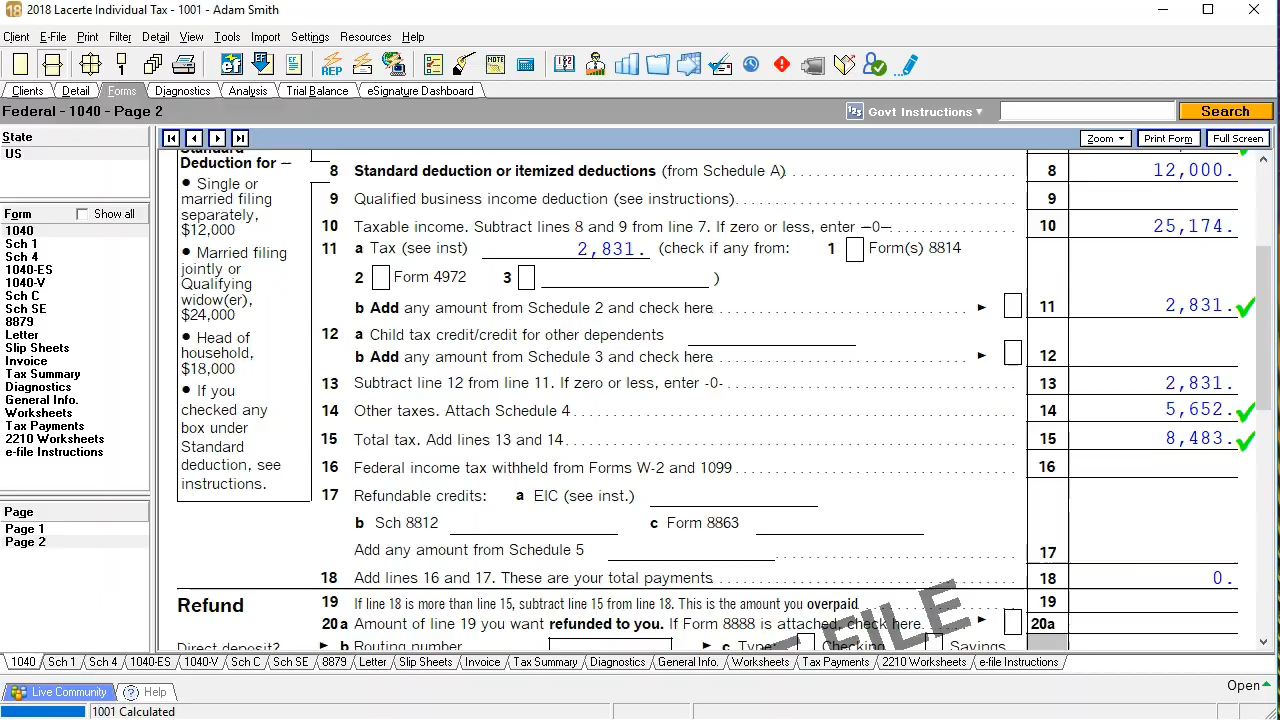 2018 Lacerte Individual Tax - 1001 - Adam Smith
Client E-File Print Filter Detail View Tools Import Settings Resources Help
Clients Detail Forms Diagnostics Analysis Trial Balance eSignature Dashboard
Federal - 1040 - Page 2
Govt Instructions
Search
State
US
Form Show all
1040
Sch 1
Sch 4
1040-ES
1040-V
Sch C
Sch SE
8879
Letter
Slip Sheets
Invoice
Tax Summary
Diagnostics
General Info.
Worksheets
Tax Payments
2210 Worksheets
e-file Instructions
Page
Page 1
Page 2
Zoom Print Form Full Screen
Standard
Deduction for —
• Single or
married filing
separately,
$12,000
• Married filing
jointly or
Qualifying
widow(er),
$24,000
• Head of
household,
$18,000
• If you
checked any
box under
Standard
deduction, see
instructions.
8 Standard deduction or itemized deductions (from Schedule A) 8 12,000.
9 Qualified business income deduction (see instructions) 9
10 Taxable income. Subtract lines 8 and 9 from line 7. If zero or less, enter —0— 10 25,174.
11 a Tax (see inst) 2,831. (check if any from: 1 Form(s) 8814
2 Form 4972 3 )
b Add any amount from Schedule 2 and check here 11 2,831.
12 a Child tax credit/credit for other dependents
b Add any amount from Schedule 3 and check here 12
13 Subtract line 12 from line 11. If zero or less, enter -0- 13 2,831.
14 Other taxes. Attach Schedule 4 14 5,652.
15 Total tax. Add lines 13 and 14 15 8,483.
16 Federal income tax withheld from Forms W-2 and 1099 16
17 Refundable credits: a EIC (see inst.)
b Sch 8812 c Form 8863
Add any amount from Schedule 5 17
18 Add lines 16 and 17. These are your total payments 18 0.
Refund
19 If line 18 is more than line 15, subtract line 15 from line 18. This is the amount you overpaid 19
20a Amount of line 19 you want refunded to you. If Form 8888 is attached, check here. 20a
Direct deposit? b Routing number c Type: Checking Savings
FILE
1040 Sch 1 Sch 4 1040-ES 1040-V Sch C Sch SE 8879 Letter Slip Sheets Invoice Tax Summary Diagnostics General Info. Worksheets Tax Payments 2210 Worksheets e-file Instructions
Open
Live Community Help
1001 Calculated